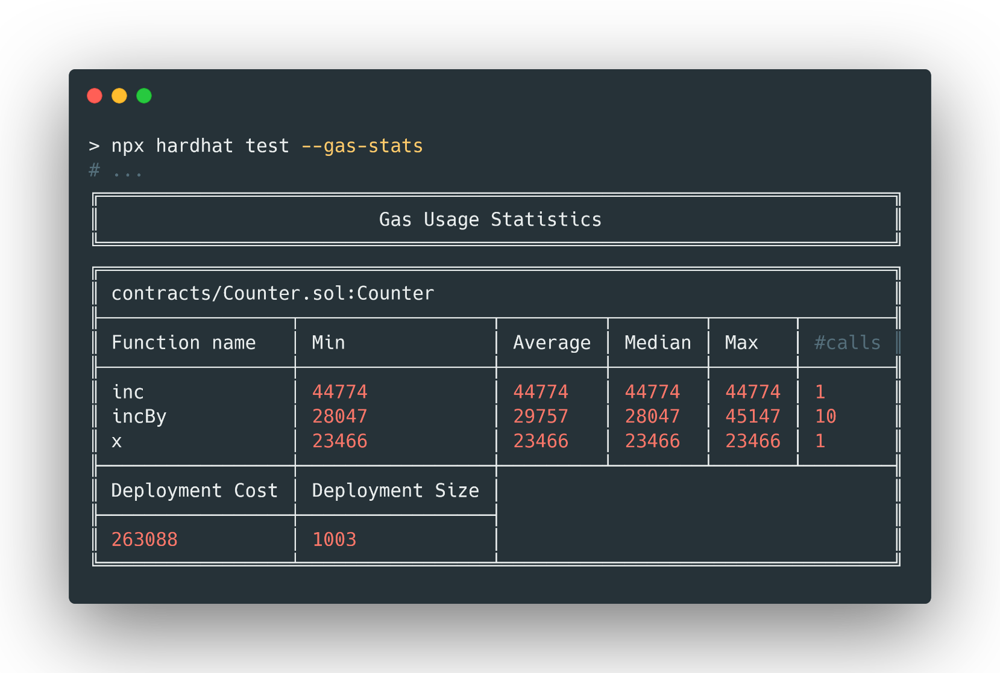 > npx hardhat test --gas-stats
# ...
Gas Usage Statistics
contracts/Counter.sol:Counter
Function name Min Average Median Max #calls
inc 44774 44774 44774 44774 1
incBy 28047 29757 28047 45147 10
x 23466 23466 23466 23466 1
Deployment Cost Deployment Size
263088 1003